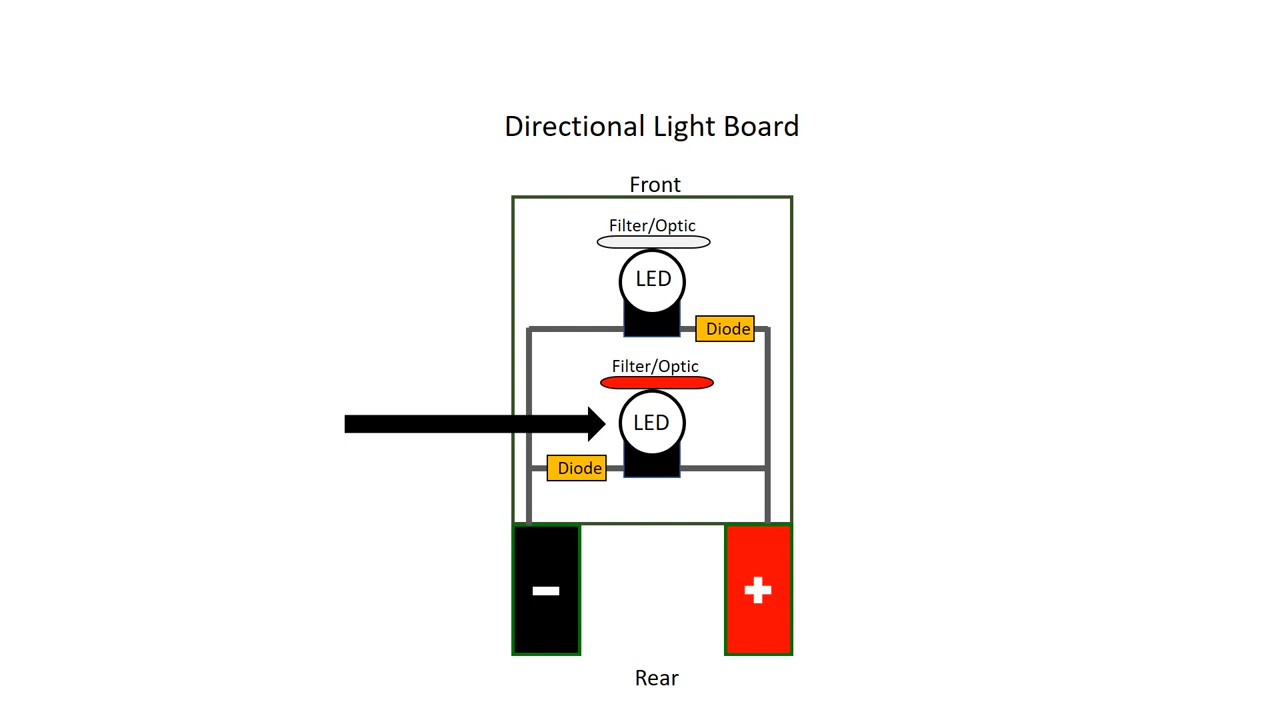 Directional Light Board
Front
Filter/Optic
LED
Diode
Filter/Optic
LED
Diode
− +
Rear